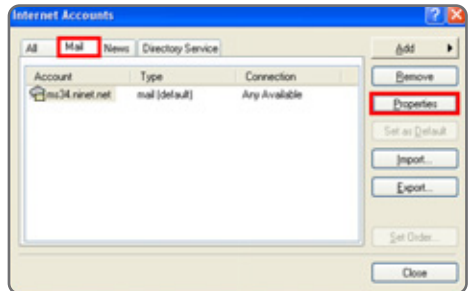 Internet Accounts
All Mail News Directory Service
Add
Account Type Connection
Remove
ms34.ninet.net mail (default) Any Available
Properties
Set as Default
Import...
Export...
Set Order...
Close